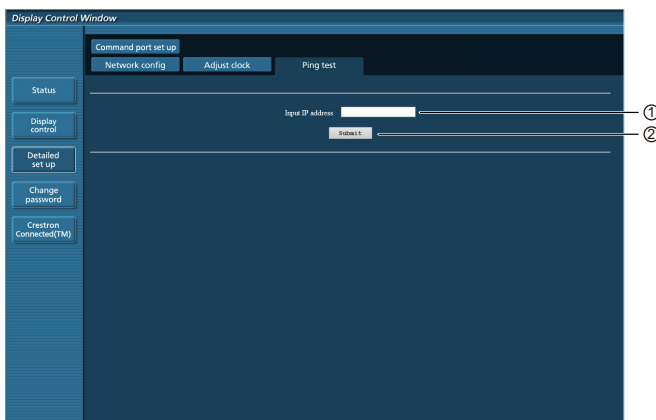 Display Control Window
Command port set up
Network config Adjust clock Ping test
Status
Input IP address ①
Submit ②
Display
control
Detailed
set up
Change
password
Crestron
Connected(TM)